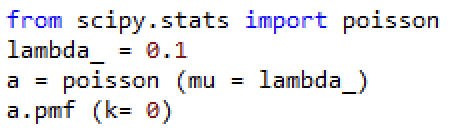 from scipy.stats import poisson
lambda_ = 0.1
a = poisson (mu = lambda_)
a.pmf (k= 0)